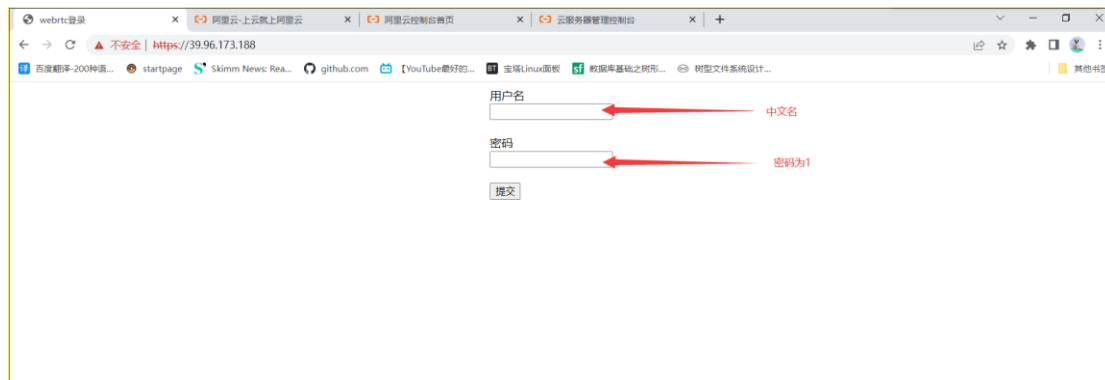 webrtc登录
阿里云-上云就上阿里云
阿里云控制台首页
云服务器管理控制台
不安全 | https://39.96.173.188
译 百度翻译-200种语...
startpage
S Skimm News: Rea...
github.com
【YouTube最好的...
BT 宝塔Linux面板
sf 数据库基础之树形...
树型文件系统设计...
其他书签
用户名
中文名
密码
密码为1
提交